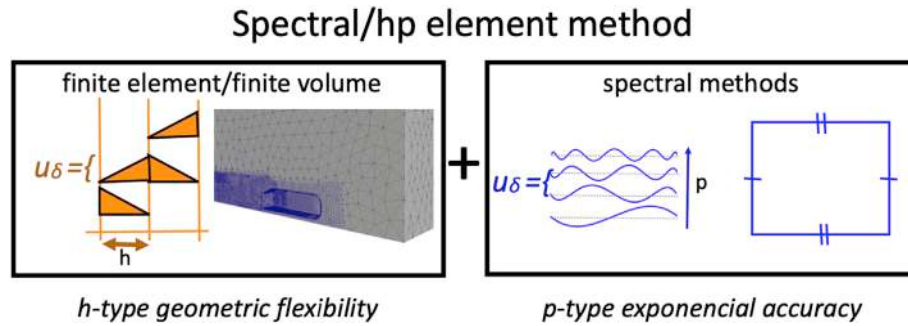 Spectral/hp element method
finite element/finite volume
uδ={
h
+
spectral methods
uδ={
p
h-type geometric flexibility
p-type exponencial accuracy